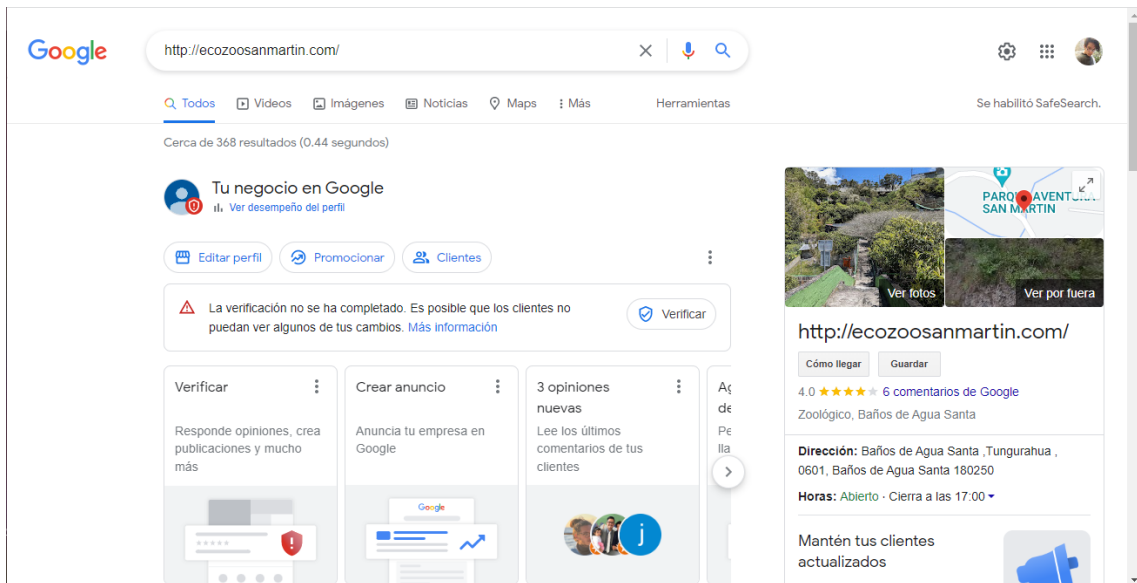 Google
http://ecozoosanmartin.com/
Todos
Videos
Imágenes
Noticias
Maps
Más
Herramientas
Se habilitó SafeSearch.
Cerca de 368 resultados (0.44 segundos)
Tu negocio en Google
Ver desempeño del perfil
Editar perfil
Promocionar
Clientes
La verificación no se ha completado. Es posible que los clientes no
puedan ver algunos de tus cambios. Más información
Verificar
Verificar
Responde opiniones, crea
publicaciones y mucho
más
Crear anuncio
Anuncia tu empresa en
Google
Google
3 opiniones
nuevas
Lee los últimos
comentarios de tus
clientes
j
PARQUE AVENTURA
SAN MARTIN
Ver fotos
Ver por fuera
http://ecozoosanmartin.com/
Cómo llegar
Guardar
4.0 6 comentarios de Google
Zoológico, Baños de Agua Santa
Dirección: Baños de Agua Santa ,Tungurahua ,
0601, Baños de Agua Santa 180250
Horas: Abierto · Cierra a las 17:00
Mantén tus clientes
actualizados